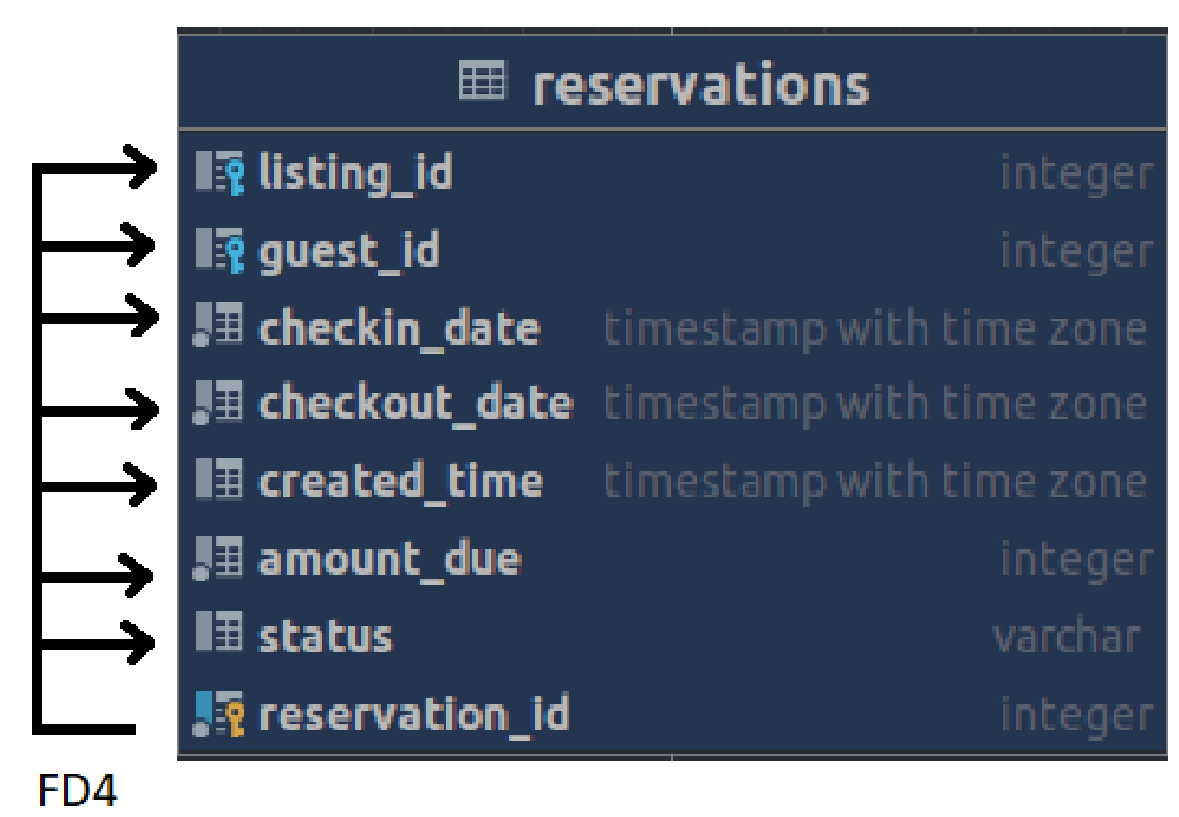 reservations
listing_id integer
guest_id integer
checkin_date timestamp with time zone
checkout_date timestamp with time zone
created_time timestamp with time zone
amount_due integer
status varchar
reservation_id integer
FD4